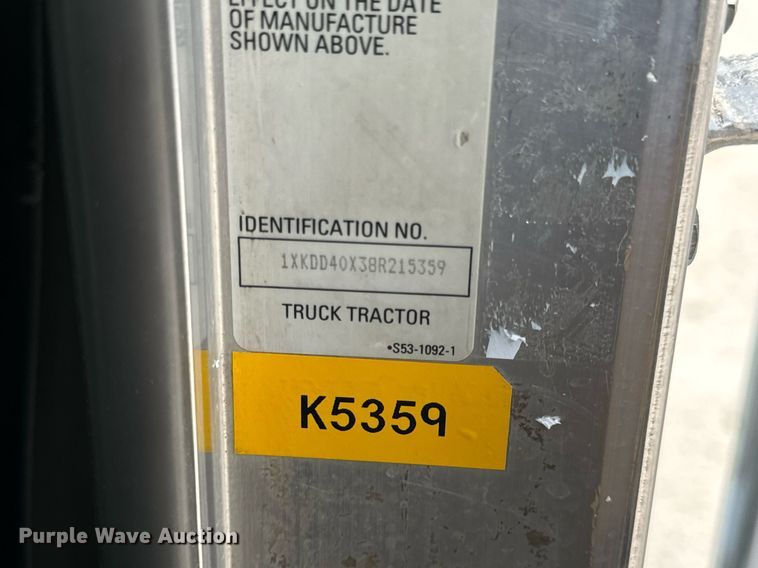 EFFECT ON THE DATE
OF MANUFACTURE
SHOWN ABOVE.
IDENTIFICATION NO.
1XKDD40X38R215359
TRUCK TRACTOR
•S53-1092-1
K5359
Purple Wave Auction